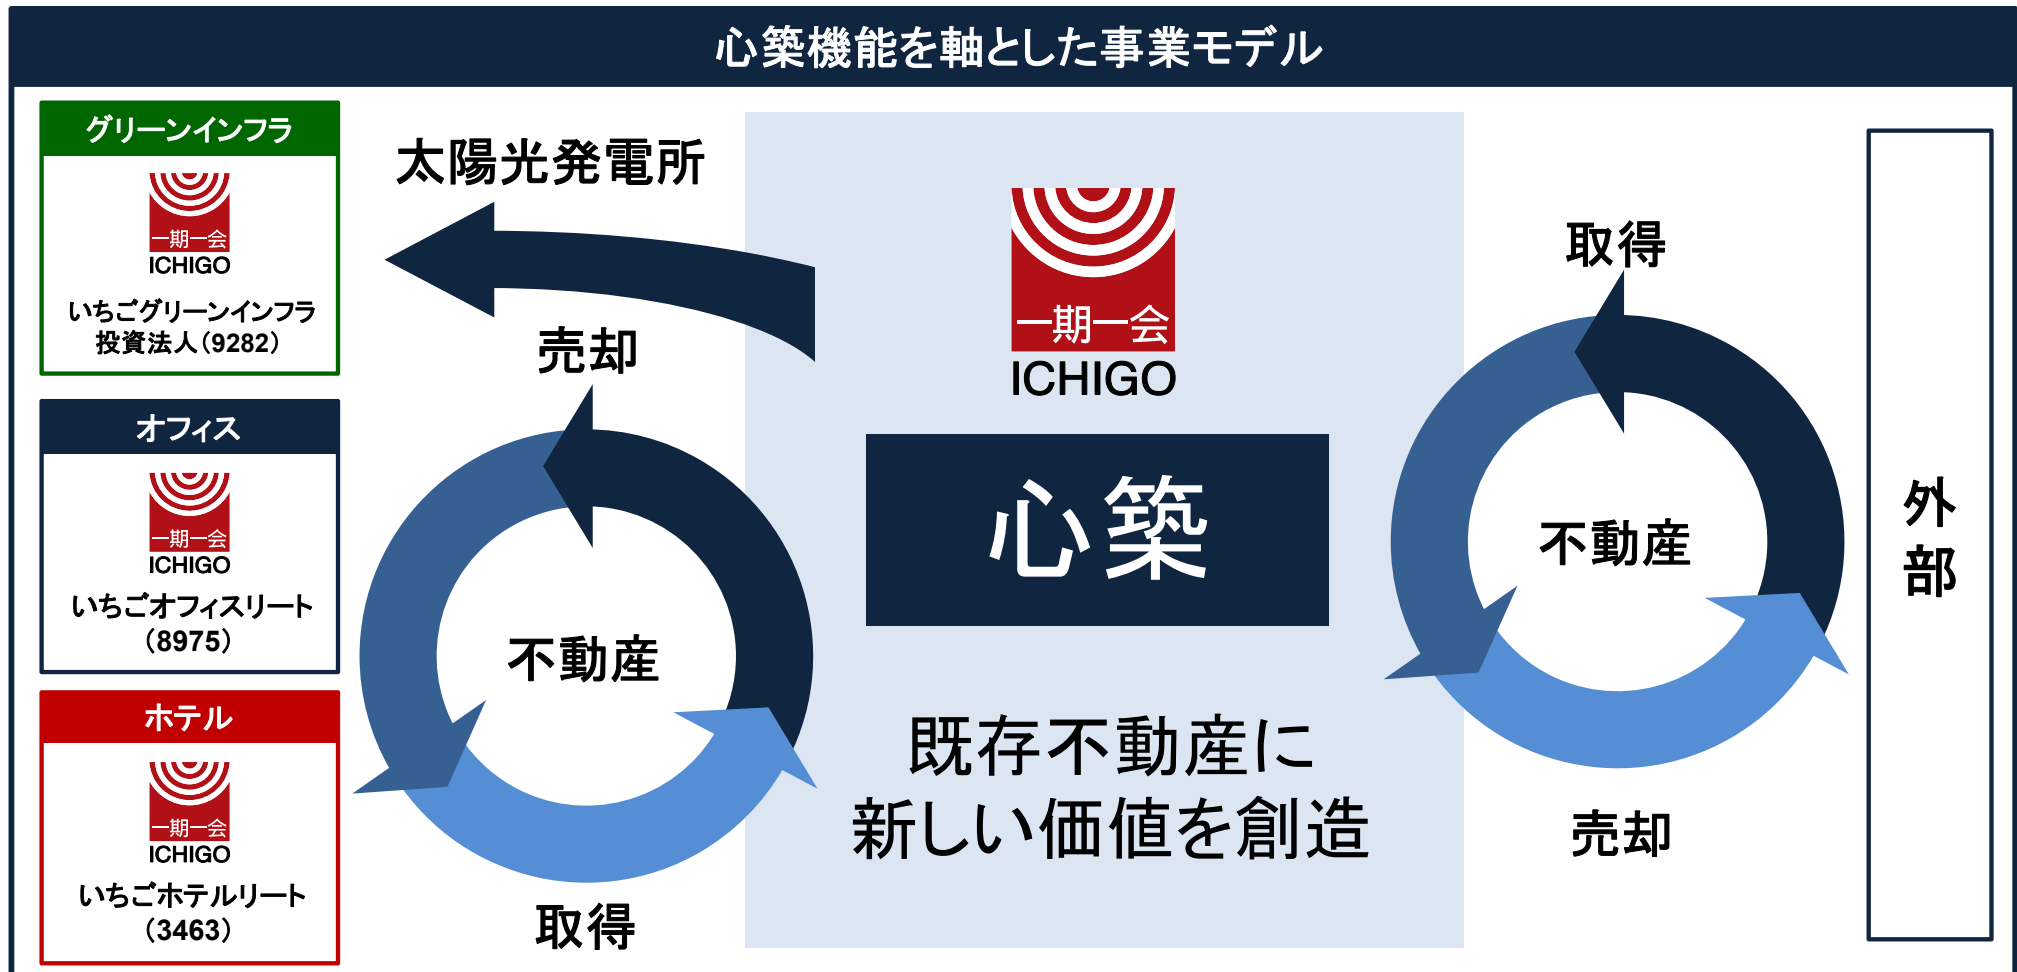 心築機能を軸とした事業モデル
グリーンインフラ
一期一会
ICHIGO
いちごグリーンインフラ
投資法人（9282）
オフィス
一期一会
ICHIGO
いちごオフィスリート
（8975）
ホテル
一期一会
ICHIGO
いちごホテルリート
（3463）
太陽光発電所
売却
不動産
取得
一期一会
ICHIGO
心築
既存不動産に
新しい価値を創造
取得
不動産
売却
外部